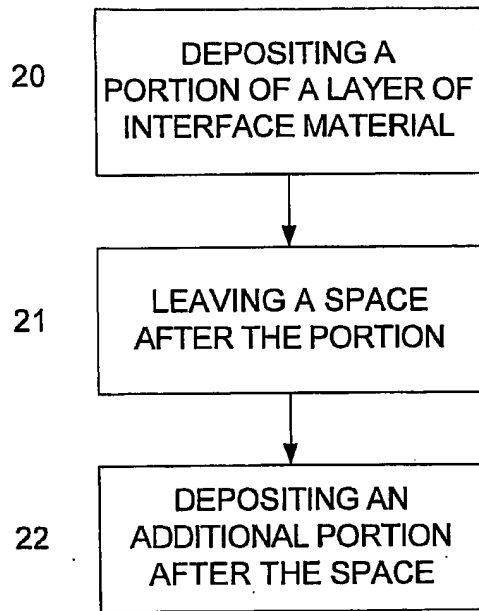 20
DEPOSITING A
PORTION OF A LAYER OF
INTERFACE MATERIAL
21
LEAVING A SPACE
AFTER THE PORTION
22
DEPOSITING AN
ADDITIONAL PORTION
AFTER THE SPACE